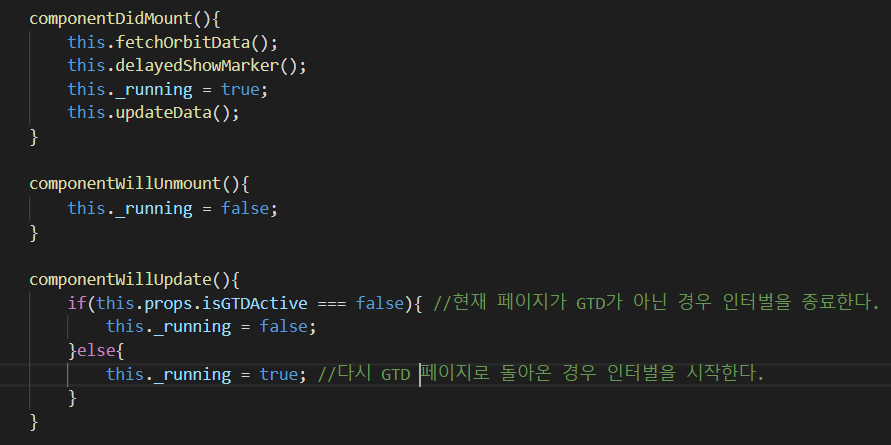 componentDidMount(){
this.fetchOrbitData();
this.delayedShowMarker();
this._running = true;
this.updateData();
}
componentWillUnmount(){
this._running = false;
}
componentWillUpdate(){
if(this.props.isGTDActive === false){ //현재 페이지가 GTD가 아닌 경우 인터벌을 종료한다.
this._running = false;
}else{
this._running = true; //다시 GTD 페이지로 돌아온 경우 인터벌을 시작한다.
}
}